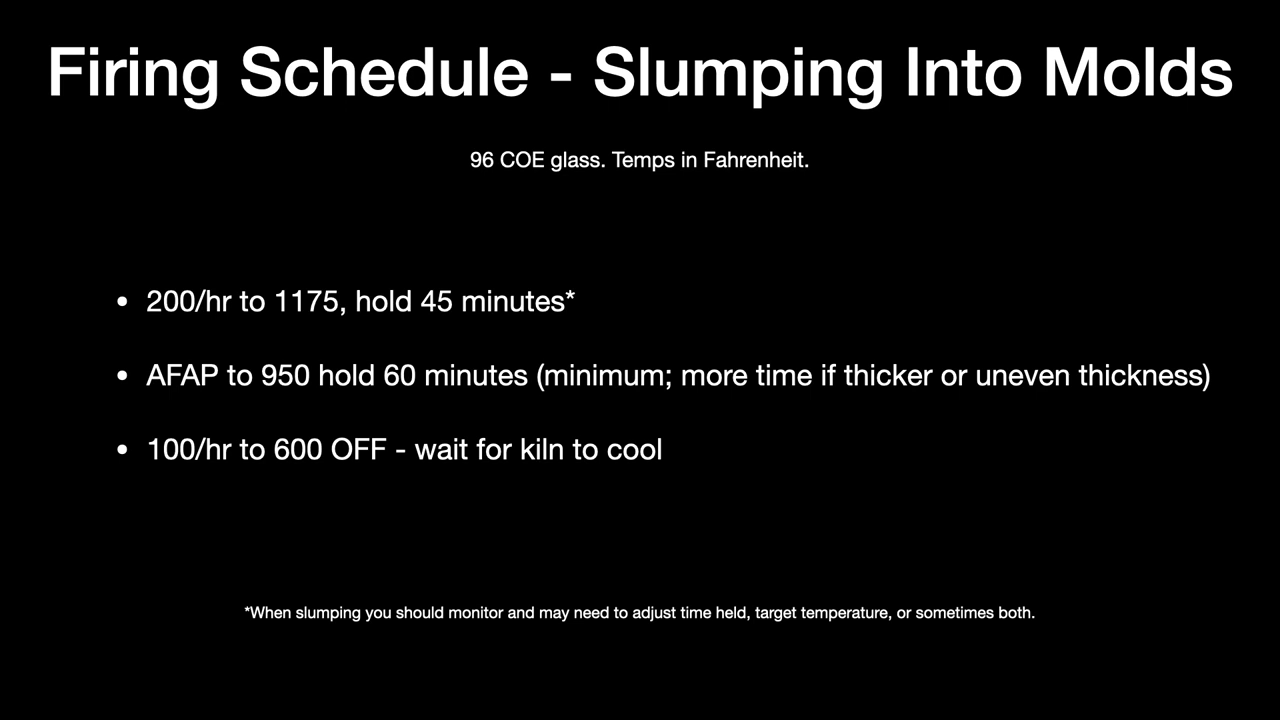 Firing Schedule - Slumping Into Molds
96 COE glass. Temps in Fahrenheit.
• 200/hr to 1175, hold 45 minutes*
• AFAP to 950 hold 60 minutes (minimum; more time if thicker or uneven thickness)
• 100/hr to 600 OFF - wait for kiln to cool
*When slumping you should monitor and may need to adjust time held, target temperature, or sometimes both.